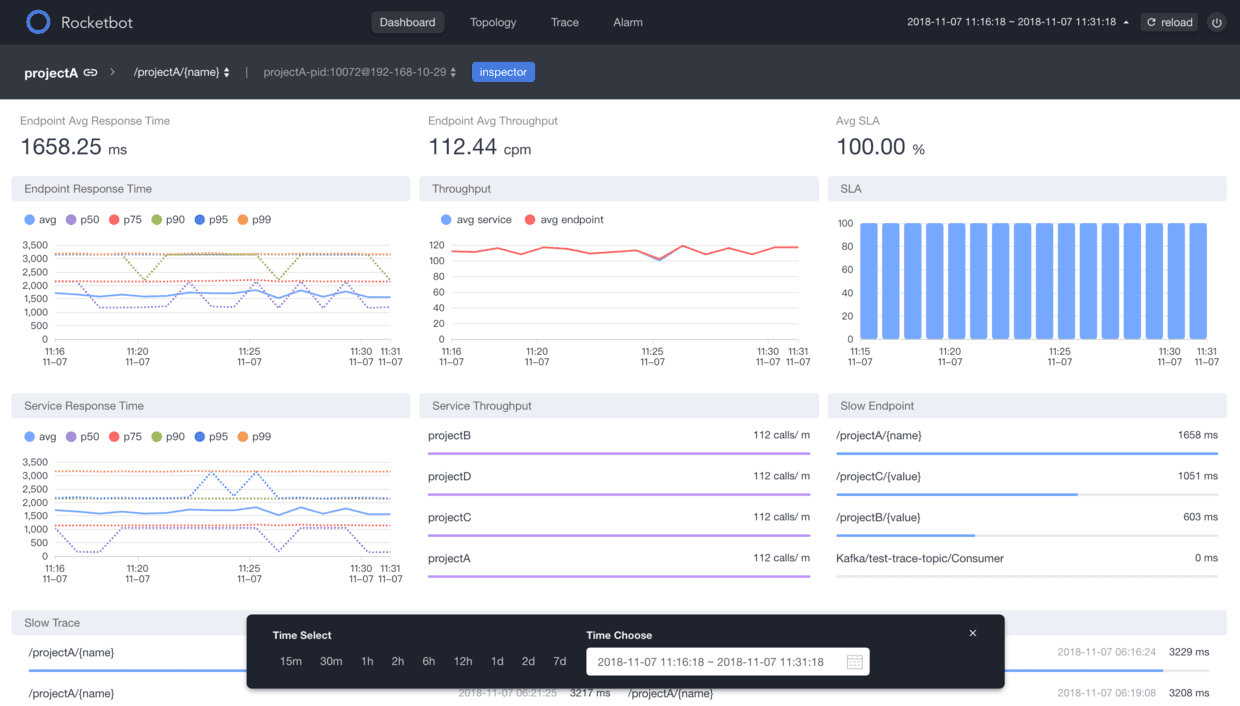 Rocketbot
Dashboard Topology Trace Alarm
2018-11-07 11:16:18 ~ 2018-11-07 11:31:18 reload
projectA /projectA/{name} | projectA-pid:10072@192-168-10-29 inspector
Endpoint Avg Response Time
1658.25 ms
Endpoint Avg Throughput
112.44 cpm
Avg SLA
100.00 %
Endpoint Response Time
avg p50 p75 p90 p95 p99
3,500
3,000
2,500
2,000
1,500
1,000
500
0
11:16 11:20 11:25 11:30 11:31
11-07 11-07 11-07 11-07 11-07
Throughput
avg service avg endpoint
120
100
80
60
40
20
0
11:16 11:20 11:25 11:30 11:31
11-07 11-07 11-07 11-07 11-07
SLA
100
80
60
40
20
0
11:15 11:20 11:25 11:30 11:31
11-07 11-07 11-07 11-07 11-07
Service Response Time
avg p50 p75 p90 p95 p99
3,500
3,000
2,500
2,000
1,500
1,000
500
0
11:16 11:20 11:25 11:30 11:31
11-07 11-07 11-07 11-07 11-07
Service Throughput
projectB 112 calls/ m
projectD 112 calls/ m
projectC 112 calls/ m
projectA 112 calls/ m
Slow Endpoint
/projectA/{name} 1658 ms
/projectC/{value} 1051 ms
/projectB/{value} 603 ms
Kafka/test-trace-topic/Consumer 0 ms
Slow Trace
/projectA/{name} 2018-11-07 06:16:24 3229 ms
/projectA/{name} 2018-11-07 06:21:25 3217 ms /projectA/{name} 2018-11-07 06:19:08 3208 ms
Time Select
15m 30m 1h 2h 6h 12h 1d 2d 7d
Time Choose
2018-11-07 11:16:18 ~ 2018-11-07 11:31:18